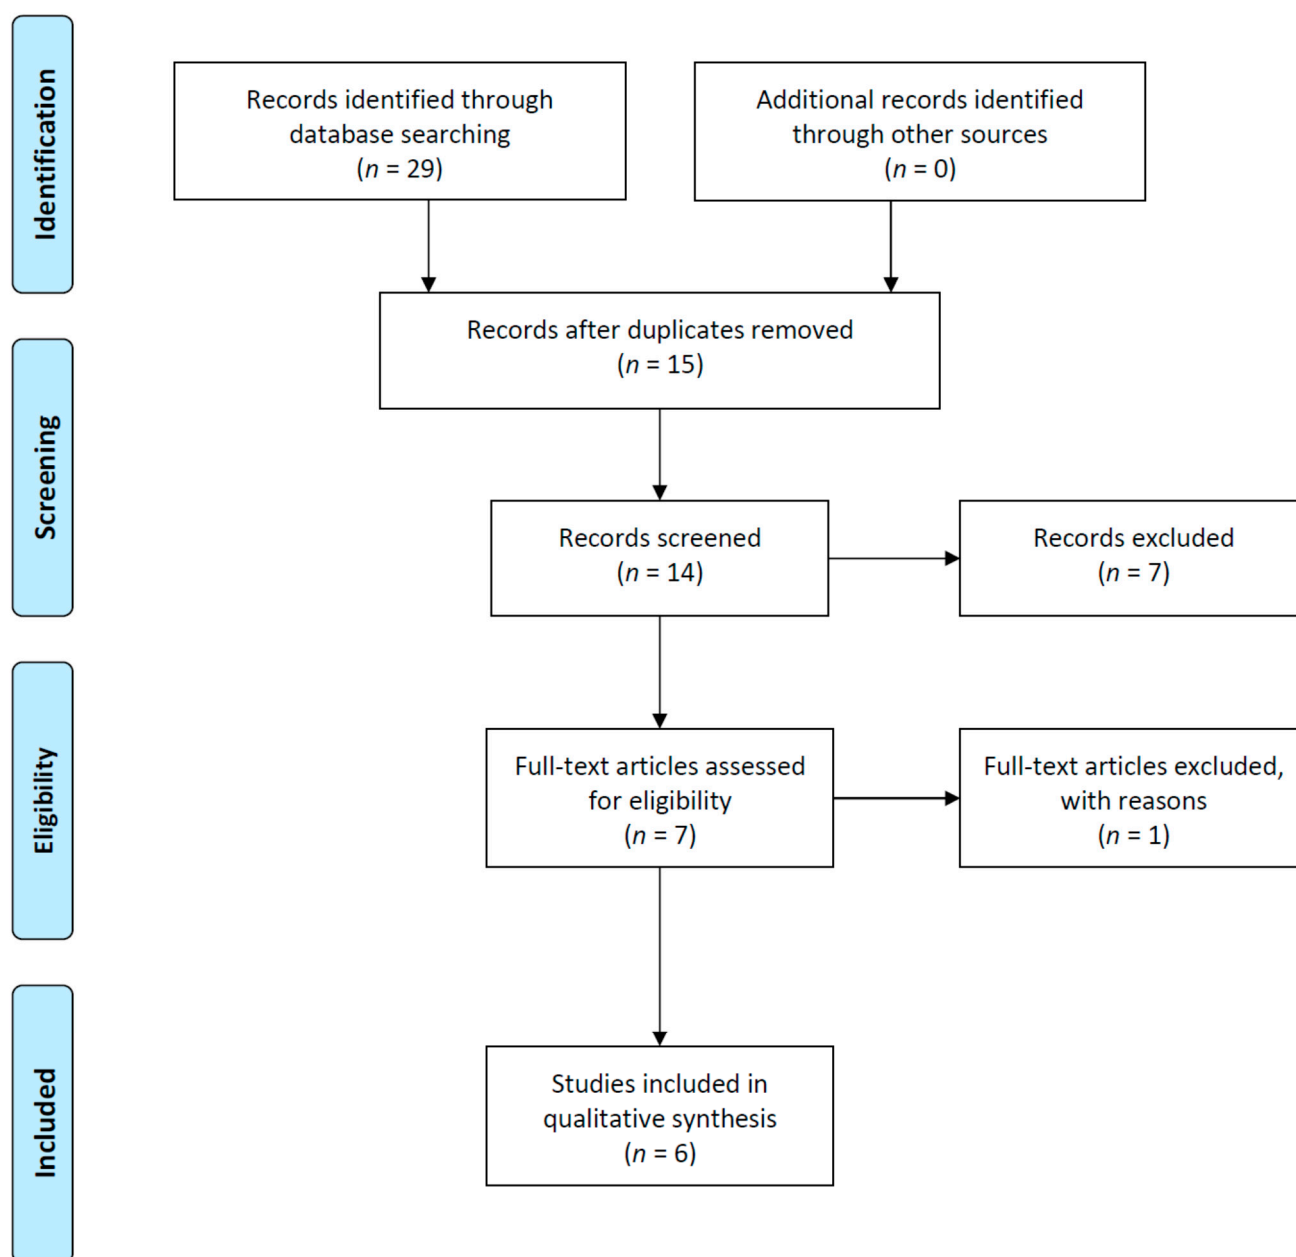 Identification
Records identified through
database searching
(n = 29)
Additional records identified
through other sources
(n = 0)
Records after duplicates removed
(n = 15)
Screening
Records screened
(n = 14)
Records excluded
(n = 7)
Eligibility
Full-text articles assessed
for eligibility
(n = 7)
Full-text articles excluded,
with reasons
(n = 1)
Included
Studies included in
qualitative synthesis
(n = 6)